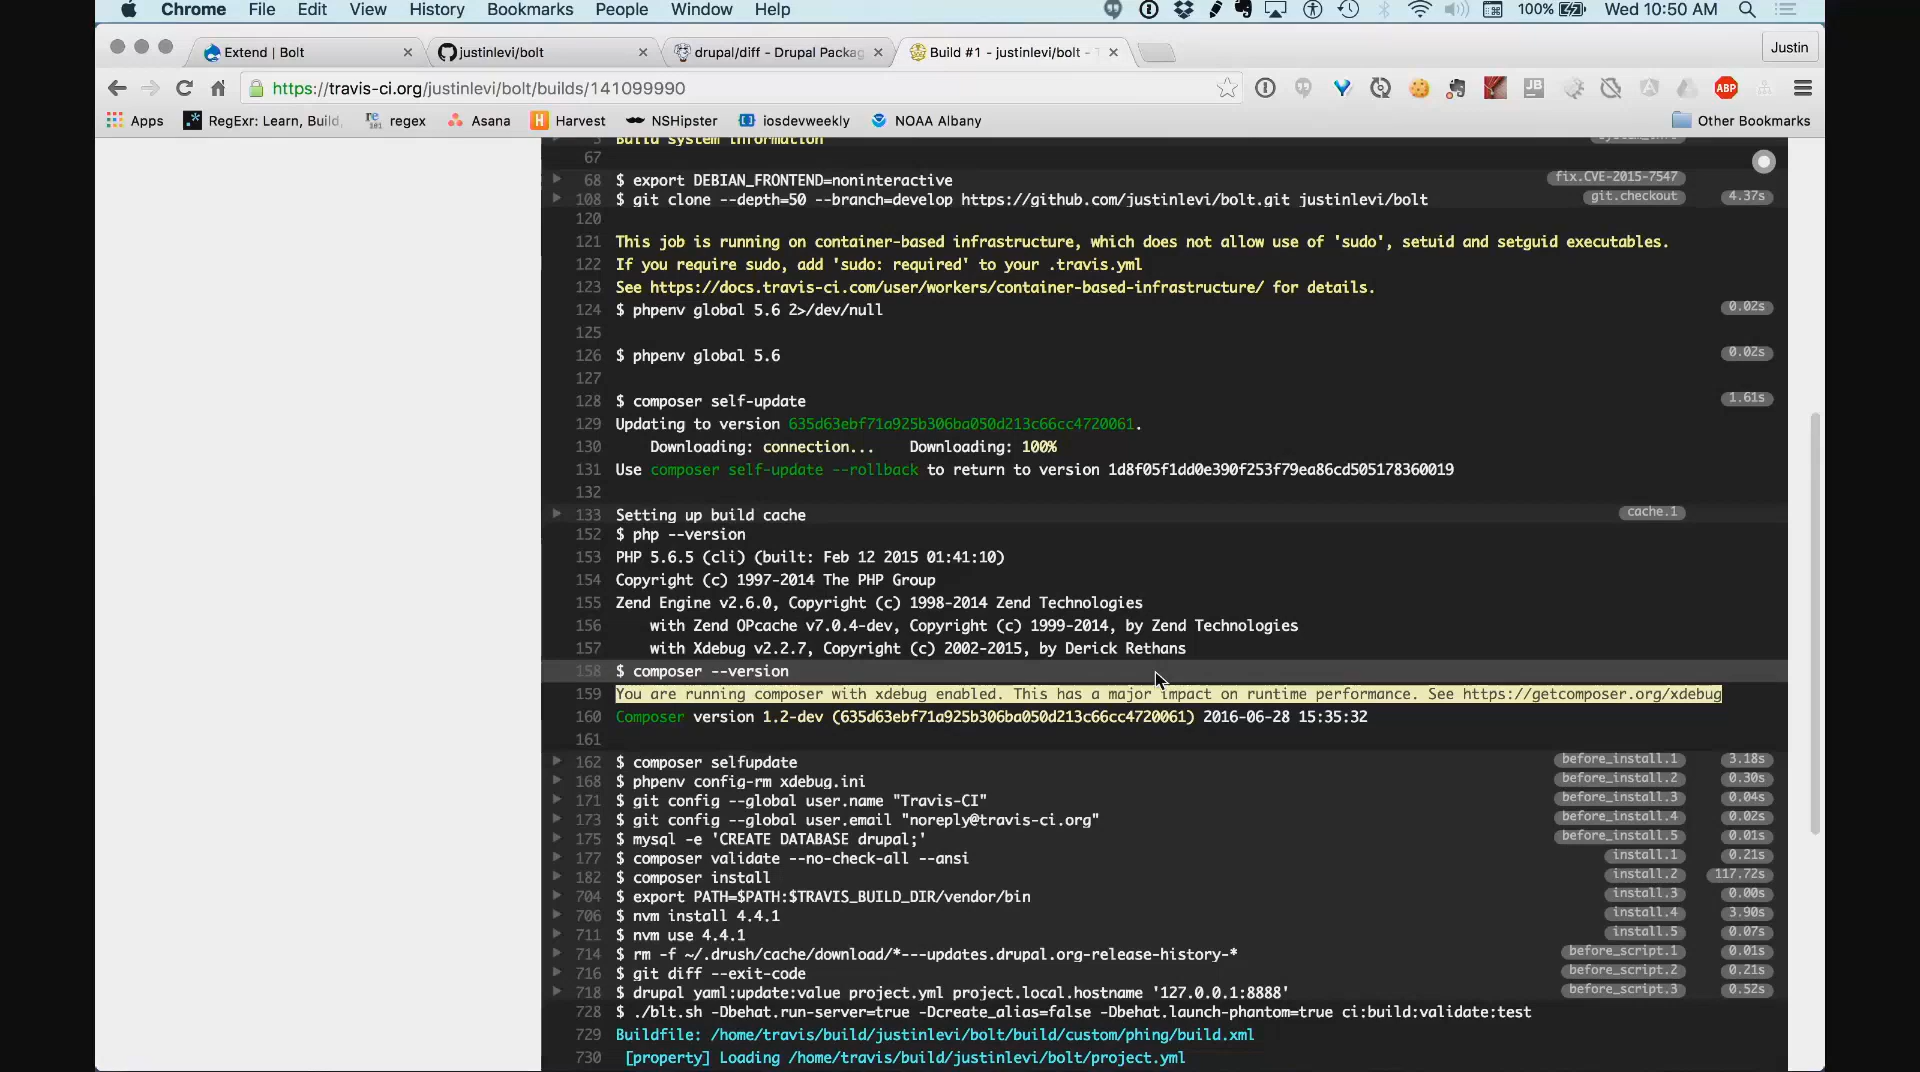 Chrome File Edit View History Bookmarks People Window Help 100% Wed 10:50 AM
Extend | Bolt justinlevi/bolt drupal/diff - Drupal Packag Build #1 - justinlevi/bolt - Justin
https://travis-ci.org/justinlevi/bolt/builds/141099990 ABP
Apps RegExr: Learn, Build, regex Asana Harvest NSHipster iosdevweekly NOAA Albany Other Bookmarks
Build system information
67
68 $ export DEBIAN_FRONTEND=noninteractive fix.CVE-2015-7547
108 $ git clone --depth=50 --branch=develop https://github.com/justinlevi/bolt.git justinlevi/bolt git.checkout 4.37s
120
121 This job is running on container-based infrastructure, which does not allow use of 'sudo', setuid and setguid executables.
122 If you require sudo, add 'sudo: required' to your .travis.yml
123 See https://docs.travis-ci.com/user/workers/container-based-infrastructure/ for details.
124 $ phpenv global 5.6 2>/dev/null 0.02s
125
126 $ phpenv global 5.6 0.02s
127
128 $ composer self-update 1.61s
129 Updating to version 635d63ebf71a925b306ba050d213c66cc4720061.
130 Downloading: connection... Downloading: 100%
131 Use composer self-update --rollback to return to version 1d8f05f1dd0e390f253f79ea86cd505178360019
132
133 Setting up build cache cache.1
152 $ php --version
153 PHP 5.6.5 (cli) (built: Feb 12 2015 01:41:10)
154 Copyright (c) 1997-2014 The PHP Group
155 Zend Engine v2.6.0, Copyright (c) 1998-2014 Zend Technologies
156 with Zend OPcache v7.0.4-dev, Copyright (c) 1999-2014, by Zend Technologies
157 with Xdebug v2.2.7, Copyright (c) 2002-2015, by Derick Rethans
158 $ composer --version
159 You are running composer with xdebug enabled. This has a major impact on runtime performance. See https://getcomposer.org/xdebug
160 Composer version 1.2-dev (635d63ebf71a925b306ba050d213c66cc4720061) 2016-06-28 15:35:32
161
162 $ composer selfupdate before_install.1 3.18s
168 $ phpenv config-rm xdebug.ini before_install.2 0.30s
171 $ git config --global user.name "Travis-CI" before_install.3 0.04s
173 $ git config --global user.email "noreply@travis-ci.org" before_install.4 0.02s
175 $ mysql -e 'CREATE DATABASE drupal;' before_install.5 0.01s
177 $ composer validate --no-check-all --ansi install.1 0.21s
182 $ composer install install.2 117.72s
704 $ export PATH=$PATH:$TRAVIS_BUILD_DIR/vendor/bin install.3 0.00s
706 $ nvm install 4.4.1 install.4 3.90s
711 $ nvm use 4.4.1 install.5 0.07s
714 $ rm -f ~/.drush/cache/download/*---updates.drupal.org-release-history-* before_script.1 0.01s
716 $ git diff --exit-code before_script.2 0.21s
718 $ drupal yaml:update:value project.yml project.local.hostname '127.0.0.1:8888' before_script.3 0.52s
728 $ ./blt.sh -Dbehat.run-server=true -Dcreate_alias=false -Dbehat.launch-phantom=true ci:build:validate:test
729 Buildfile: /home/travis/build/justinlevi/bolt/build/custom/phing/build.xml
730 [property] Loading /home/travis/build/justinlevi/bolt/project.yml